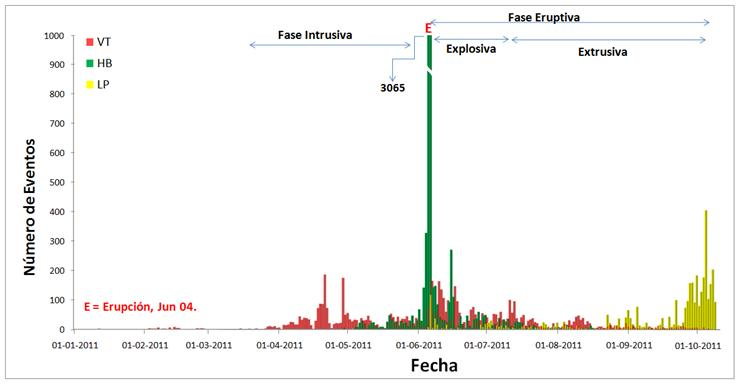 E
Fase Eruptiva
Fase Intrusiva
Explosiva
Extrusiva
3065
VT
HB
LP
Número de Eventos
1000
900
800
700
600
500
400
300
200
100
0
E = Erupción, Jun 04.
01-01-2011 01-02-2011 01-03-2011 01-04-2011 01-05-2011 01-06-2011 01-07-2011 01-08-2011 01-09-2011 01-10-2011
Fecha